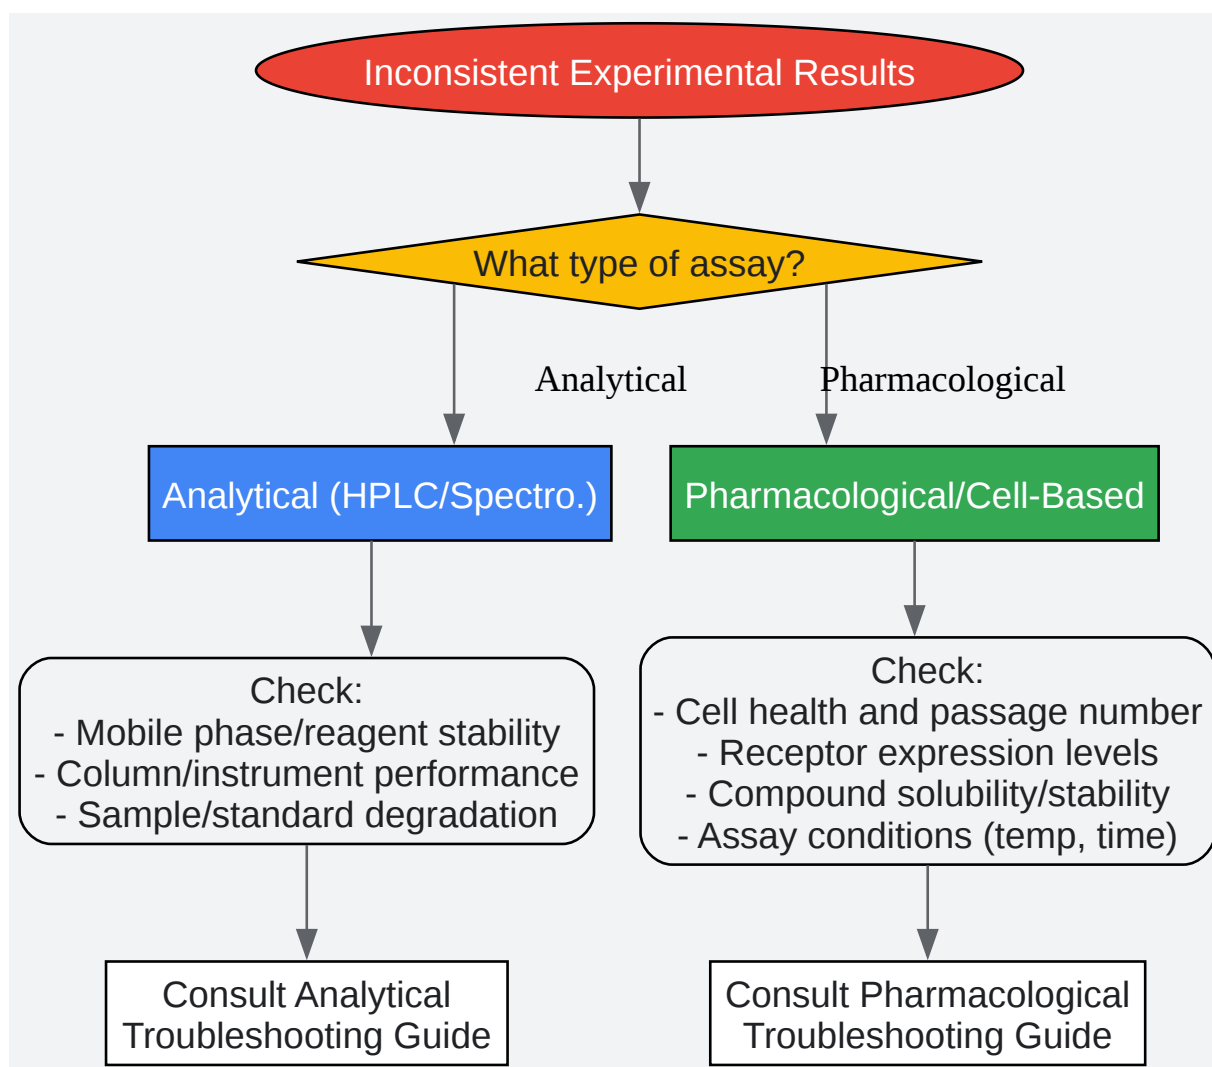 Inconsistent Experimental Results
What type of assay?
Analytical
Pharmacological
Analytical (HPLC/Spectro.)
Pharmacological/Cell-Based
Check:
- Mobile phase/reagent stability
- Column/instrument performance
- Sample/standard degradation
Check:
- Cell health and passage number
- Receptor expression levels
- Compound solubility/stability
- Assay conditions (temp, time)
Consult Analytical
Troubleshooting Guide
Consult Pharmacological
Troubleshooting Guide